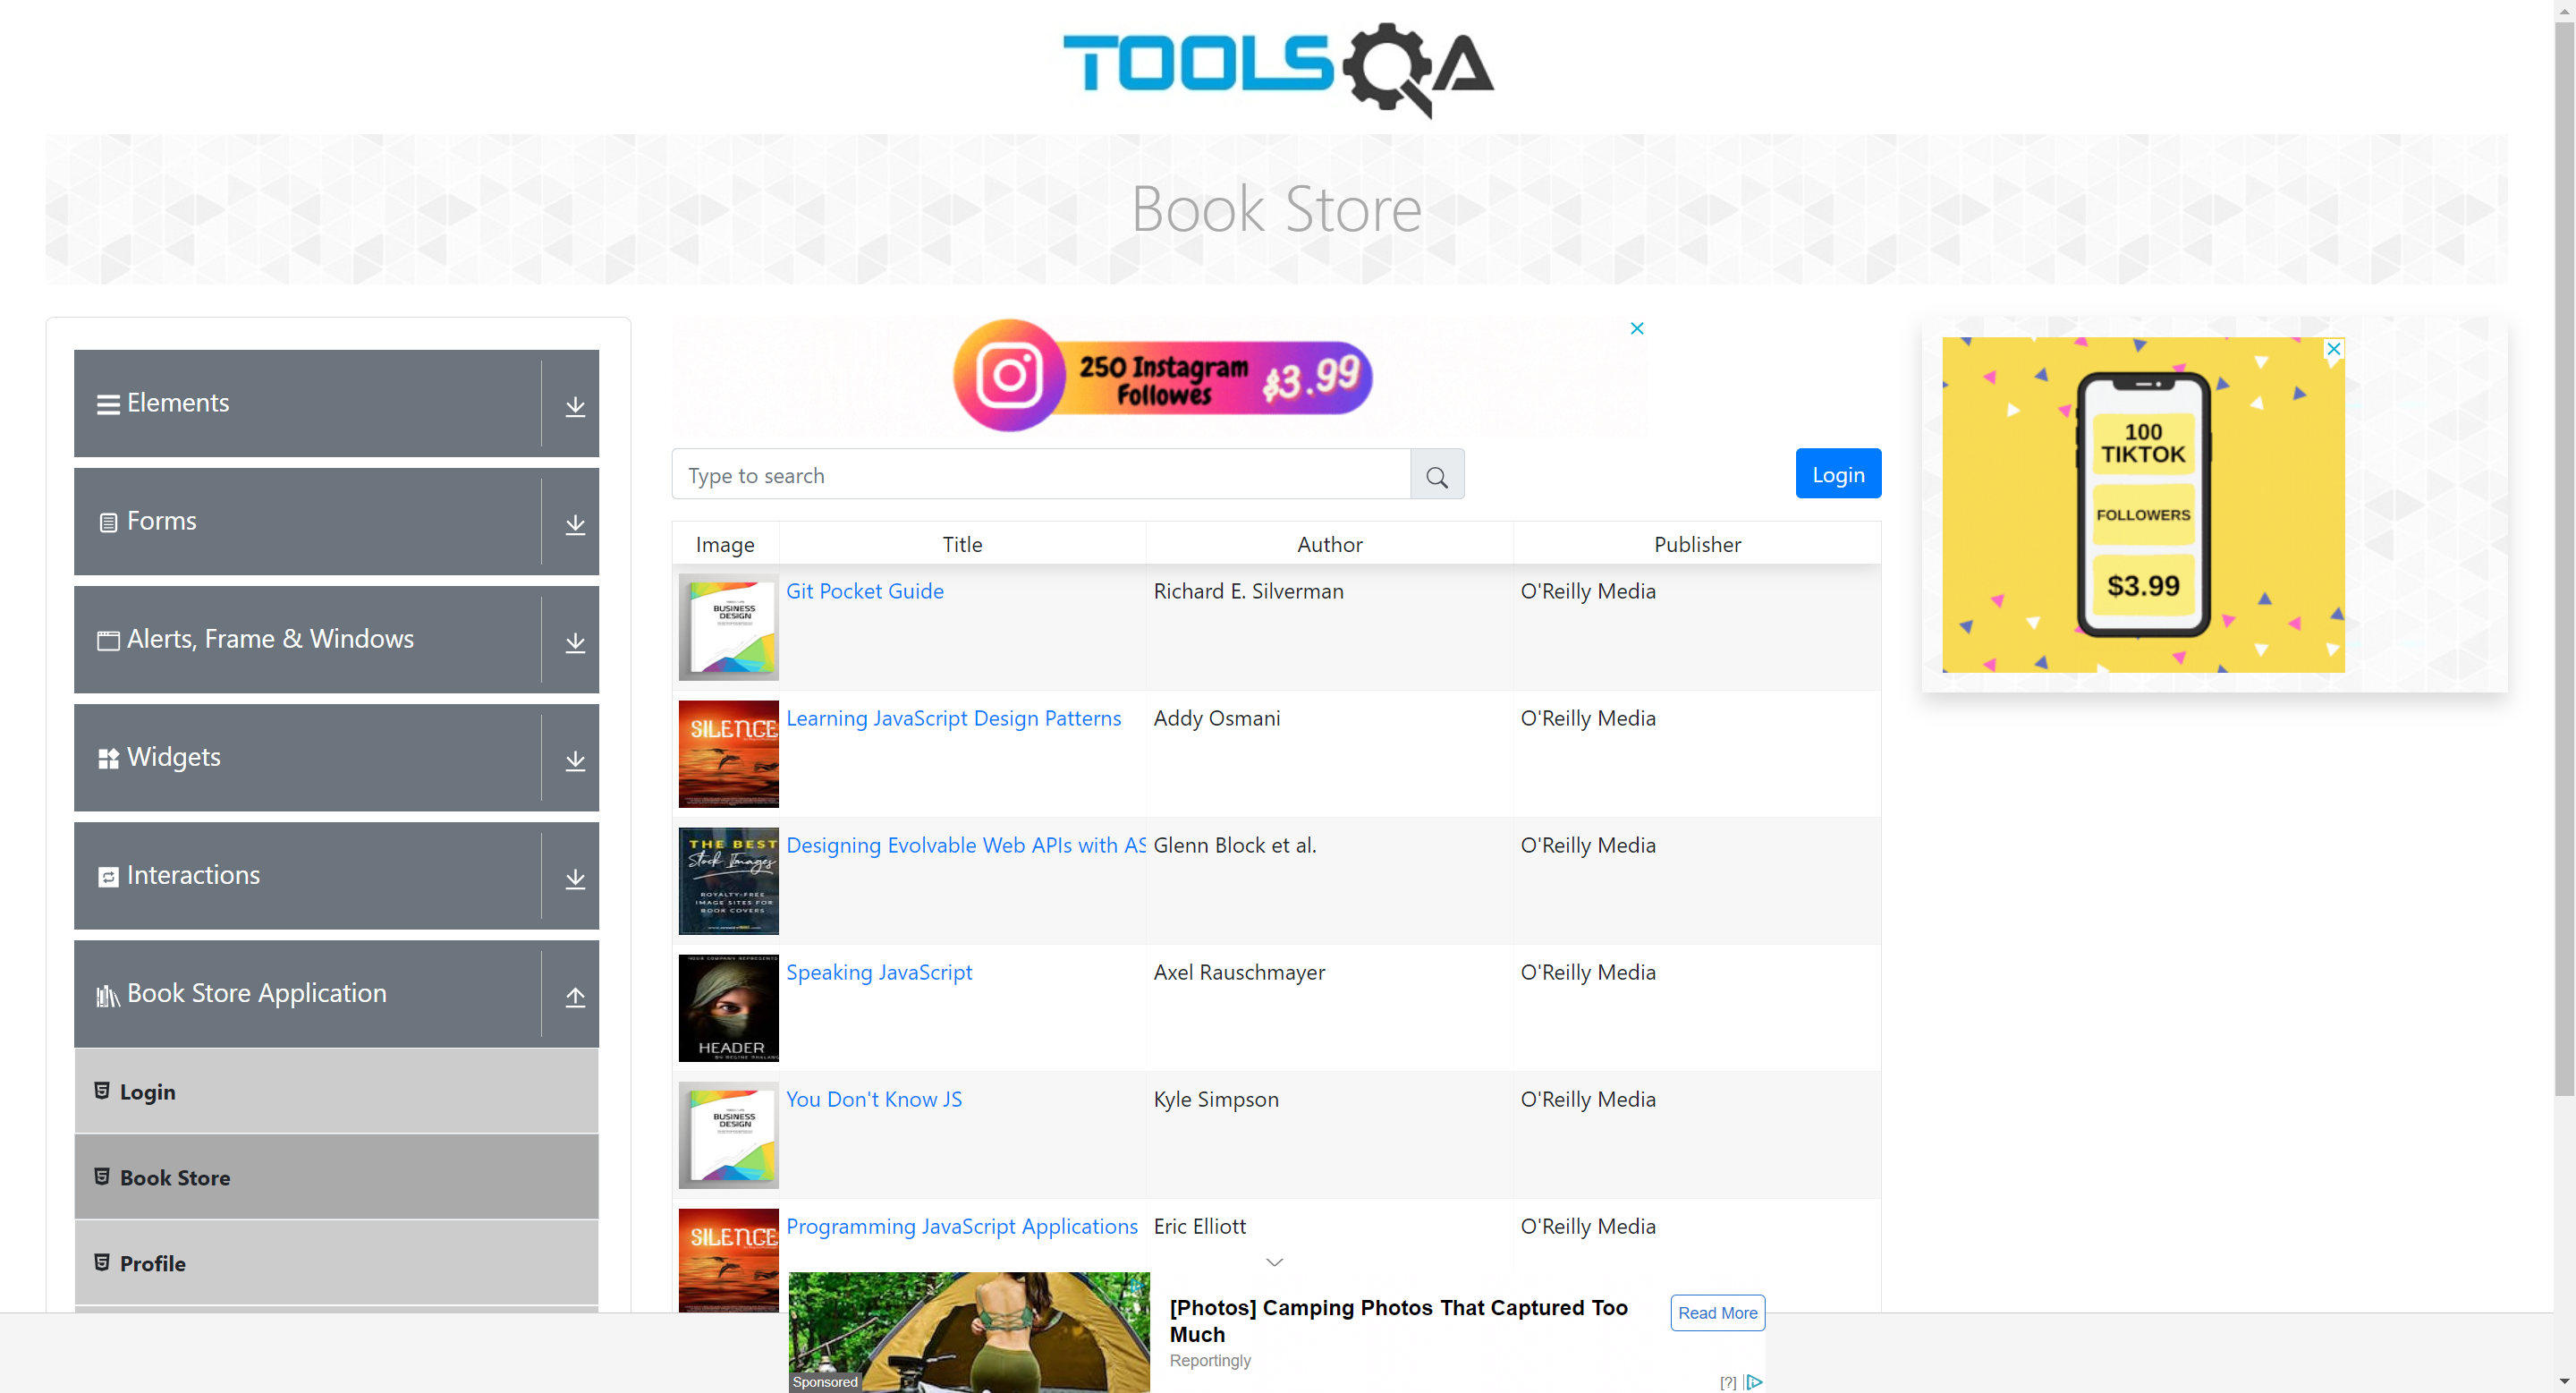 TOOLSQA
Book Store
Elements
Forms
Alerts, Frame & Windows
Widgets
Interactions
Book Store Application
Login
Book Store
Profile
250 Instagram
Followes
$3.99
Type to search
Login
Image Title Author Publisher
BUSINESS
DESIGN
Git Pocket Guide Richard E. Silverman O'Reilly Media
SILENCE
Learning JavaScript Design Patterns Addy Osmani O'Reilly Media
THE BEST
Stock Images
ROYALTY-FREE
IMAGE SITES FOR
BOOK COVERS
Designing Evolvable Web APIs with AS Glenn Block et al. O'Reilly Media
YOUR COMPANY REPRESENTS
HEADER
Speaking JavaScript Axel Rauschmayer O'Reilly Media
BUSINESS
DESIGN
You Don't Know JS Kyle Simpson O'Reilly Media
SILENCE
Programming JavaScript Applications Eric Elliott O'Reilly Media
100
TIKTOK
FOLLOWERS
$3.99
Sponsored
[Photos] Camping Photos That Captured Too
Much
Reportingly
Read More
[?]